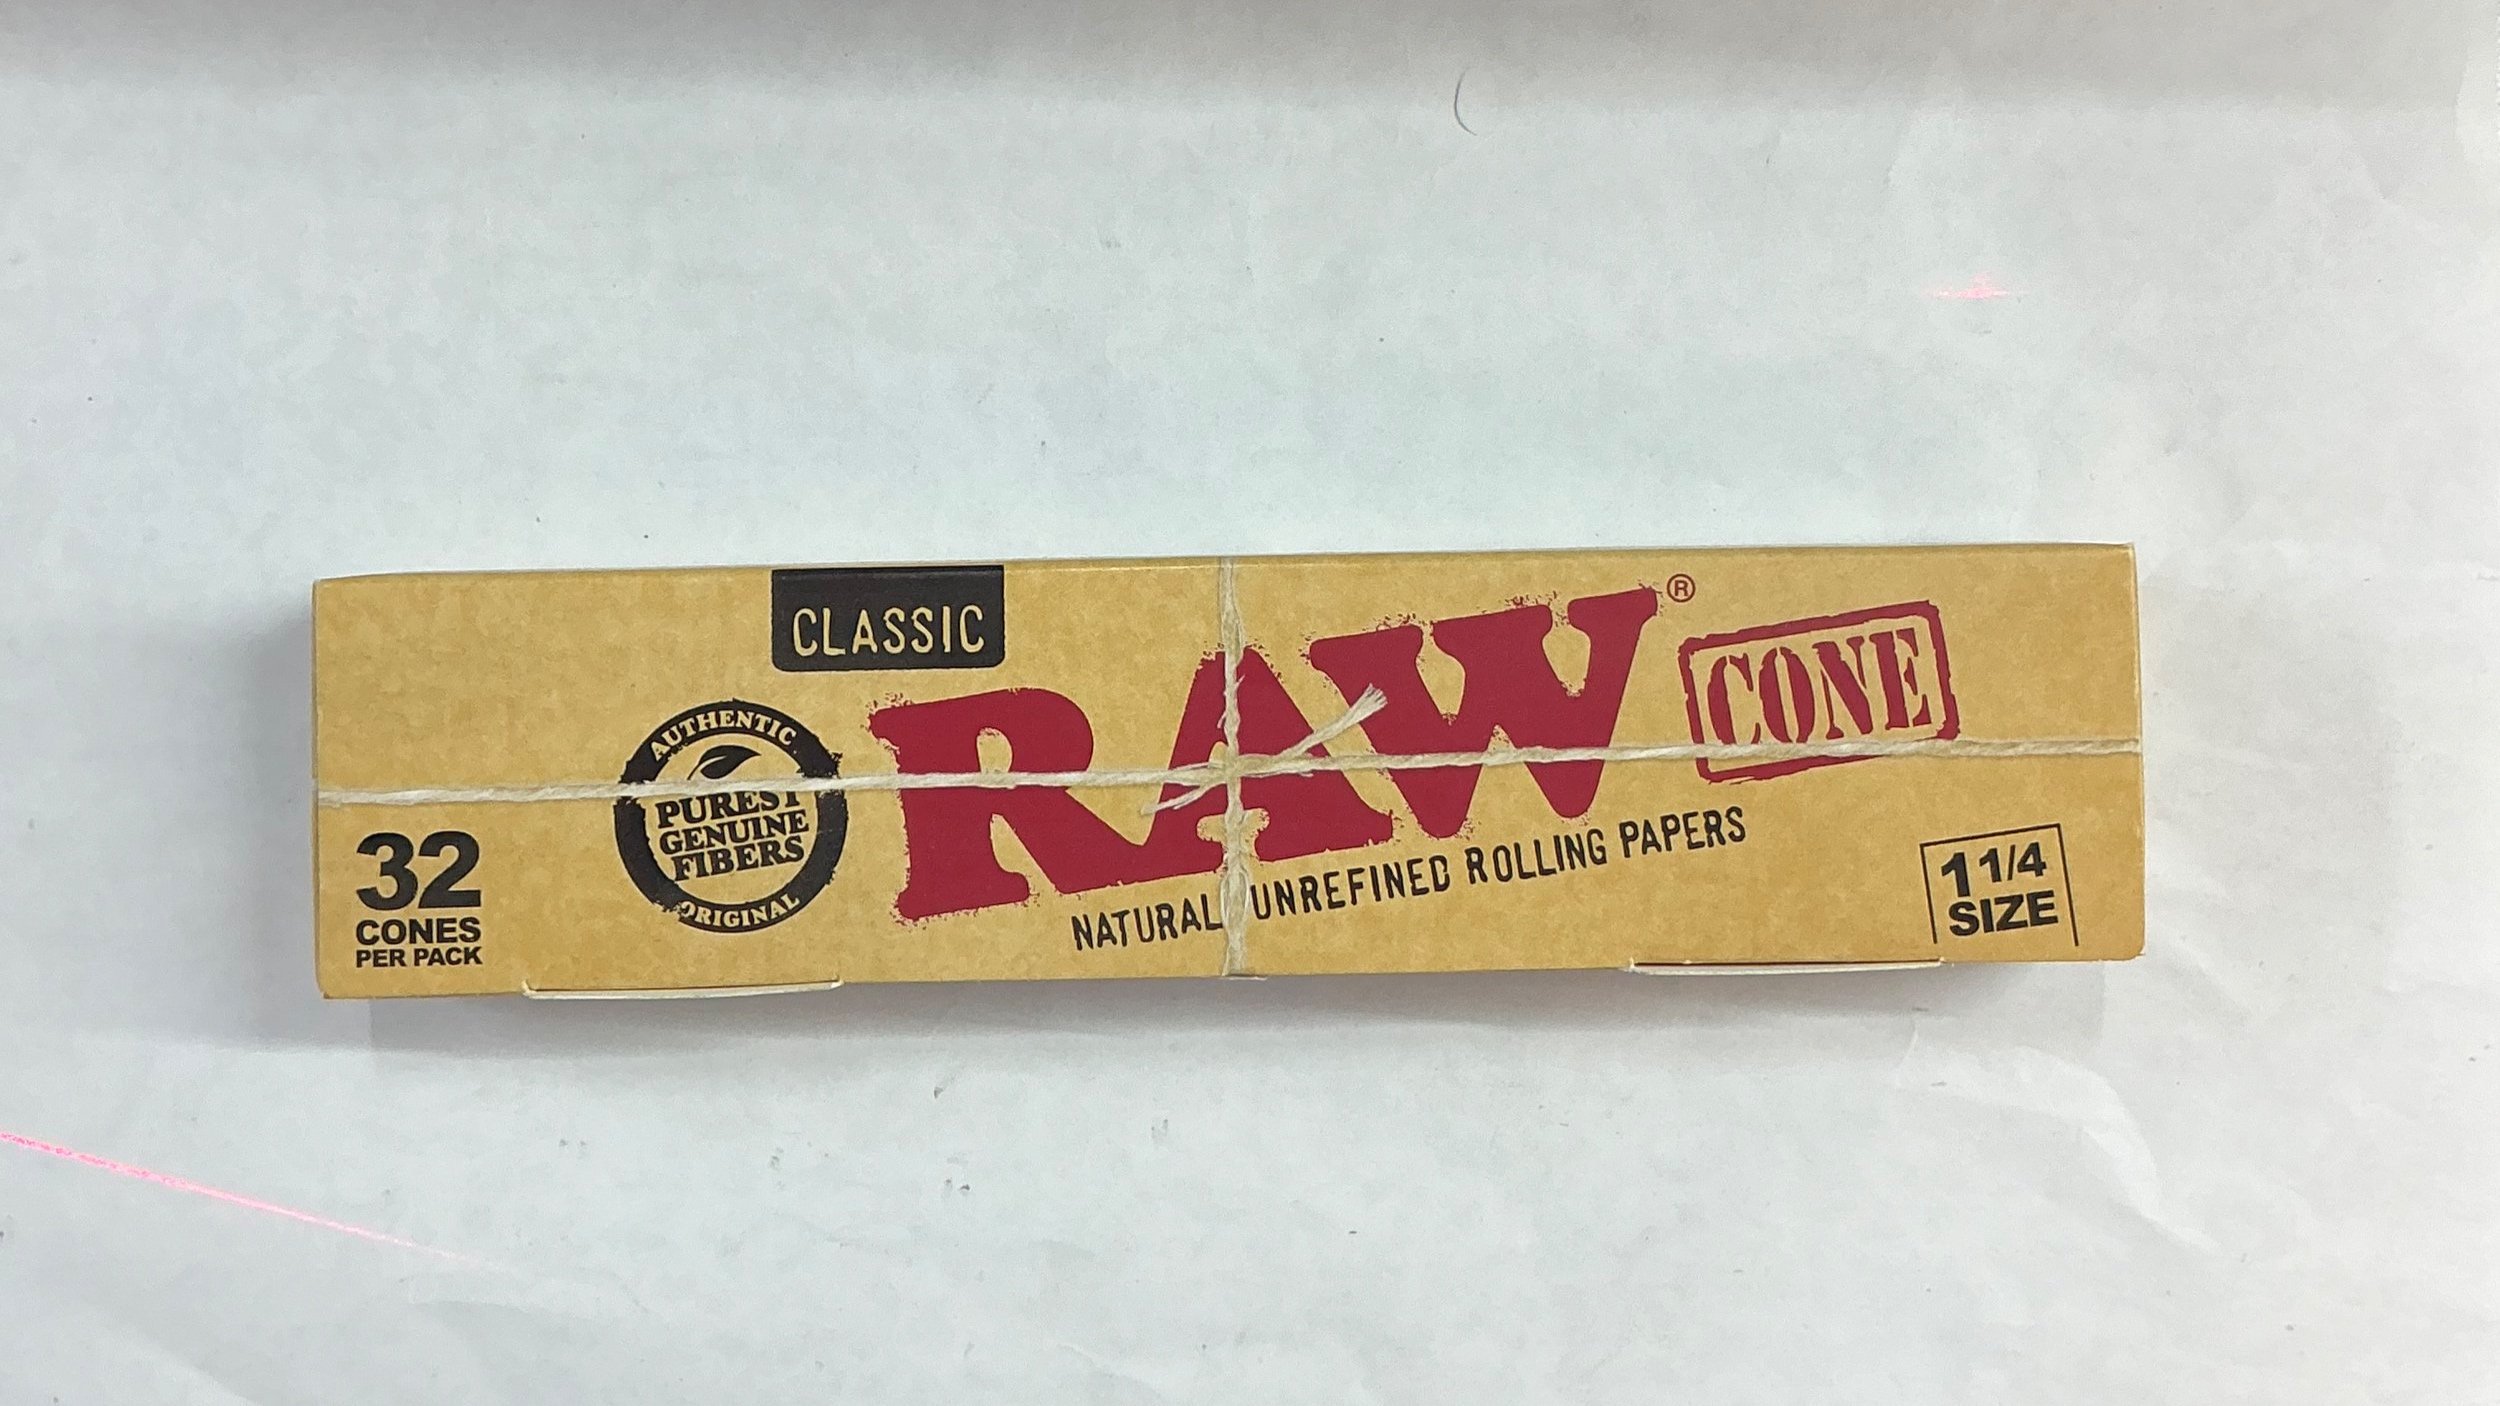 CLASSIC
RAW®
CONE
AUTHENTIC
PUREST
GENUINE
FIBERS
ORIGINAL
NATURAL UNREFINED ROLLING PAPERS
32
CONES
PER PACK
1 1/4
SIZE